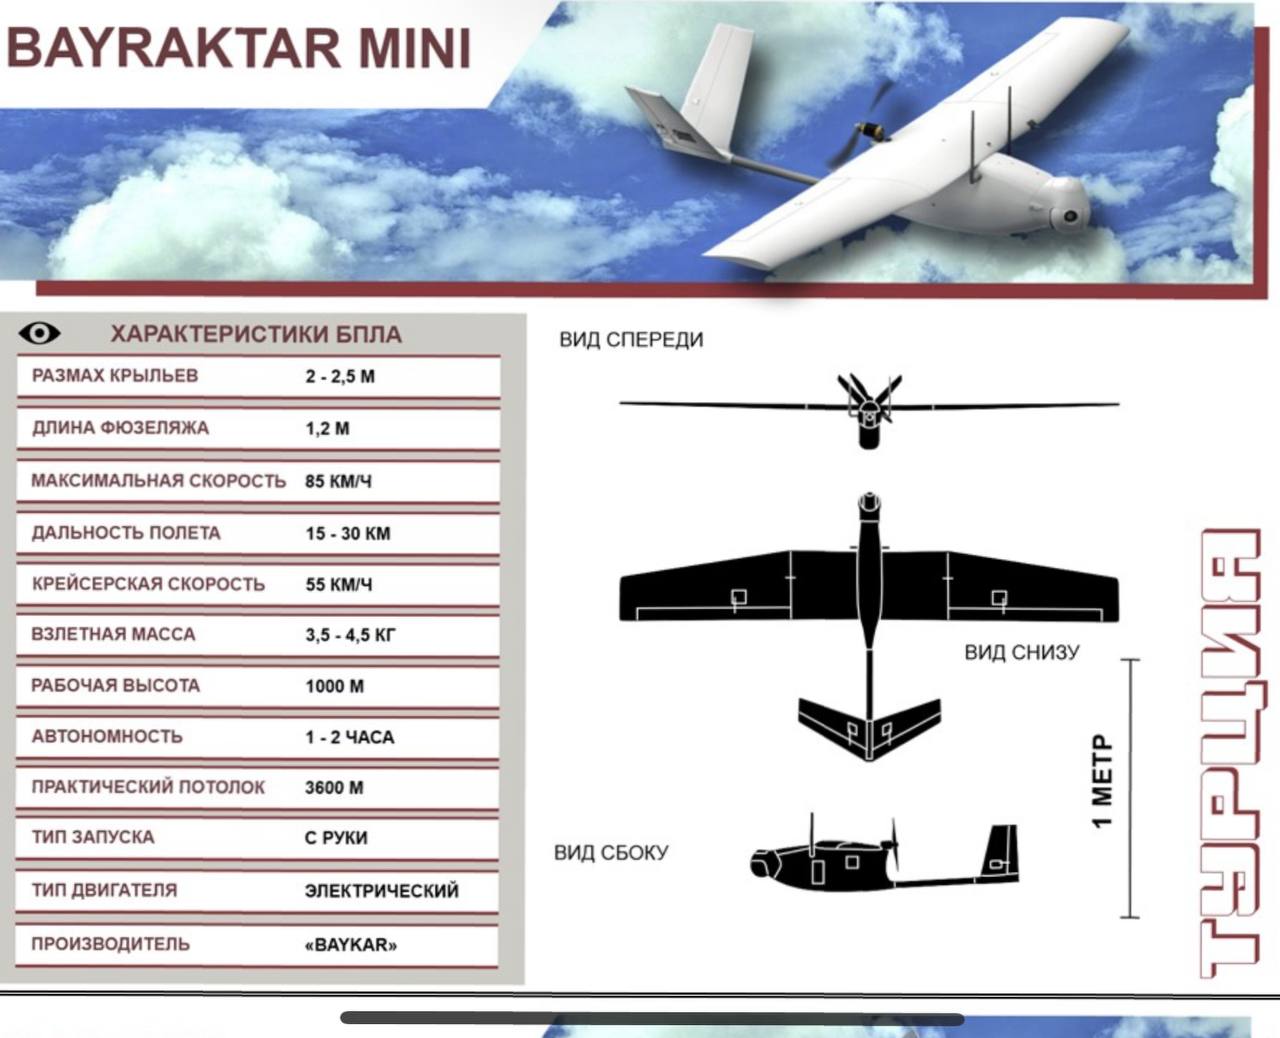 BAYRAKTAR MINI
ХАРАКТЕРИСТИКИ БПЛА
РАЗМАХ КРЫЛЬЕВ 2 - 2,5 М
ДЛИНА ФЮЗЕЛЯЖА 1,2 М
МАКСИМАЛЬНАЯ СКОРОСТЬ 85 КМ/Ч
ДАЛЬНОСТЬ ПОЛЕТА 15 - 30 КМ
КРЕЙСЕРСКАЯ СКОРОСТЬ 55 КМ/Ч
ВЗЛЕТНАЯ МАССА 3,5 - 4,5 КГ
РАБОЧАЯ ВЫСОТА 1000 М
АВТОНОМНОСТЬ 1 - 2 ЧАСА
ПРАКТИЧЕСКИЙ ПОТОЛОК 3600 М
ТИП ЗАПУСКА С РУКИ
ТИП ДВИГАТЕЛЯ ЭЛЕКТРИЧЕСКИЙ
ПРОИЗВОДИТЕЛЬ «BAYKAR»
ВИД СПЕРЕДИ
ВИД СНИЗУ
ВИД СБОКУ
1 МЕТР
ТУРЦИЯ